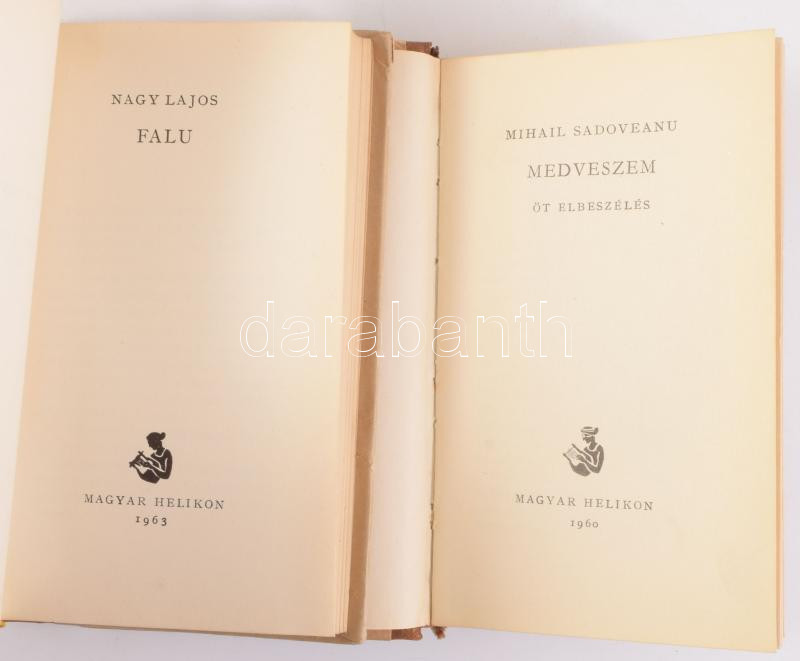 NAGY LAJOS
FALU
MAGYAR HELIKON
1963
MIHAIL SADOVEANU
MEDVESZEM
ÖT ELBESZÉLÉS
MAGYAR HELIKON
1960
darabanth